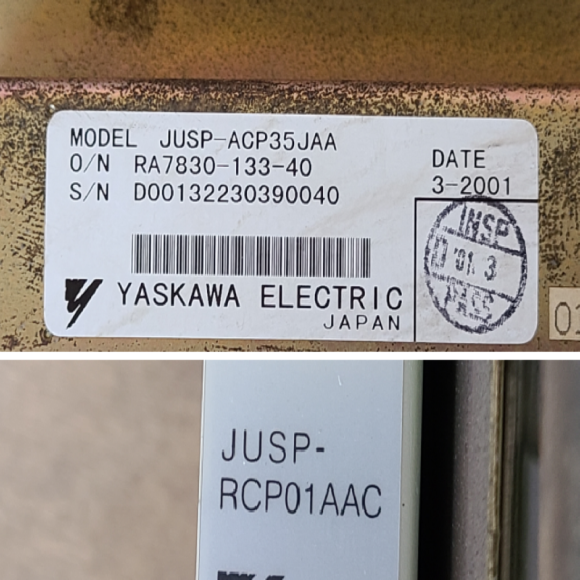 MODEL JUSP-ACP35JAA
O/N RA7830-133-40
S/N D00132230390040
DATE
3-2001
INSP
D '01. 3
PASS
YASKAWA ELECTRIC
JAPAN
0
JUSP-
RCP01AAC